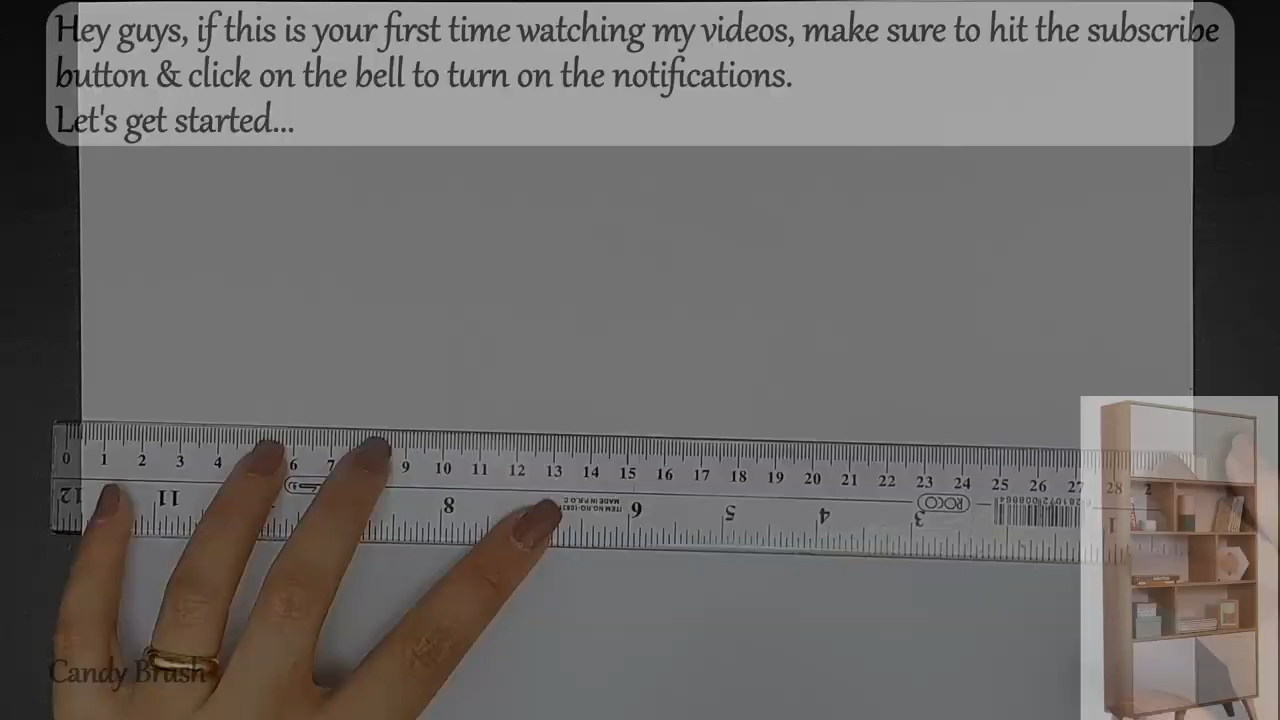 Hey guys, if this is your first time watching my videos, make sure to hit the subscribe
button & click on the bell to turn on the notifications.
Let's get started...
0 1 2 3 4 6 7 9 10 11 12 13 14 15 16 17 18 19 20 21 22 23 24 25 26 27 28 2
12 11 8 6 5 4 3 1
MADE IN P.R.O.C
ROCO
Candy Brush